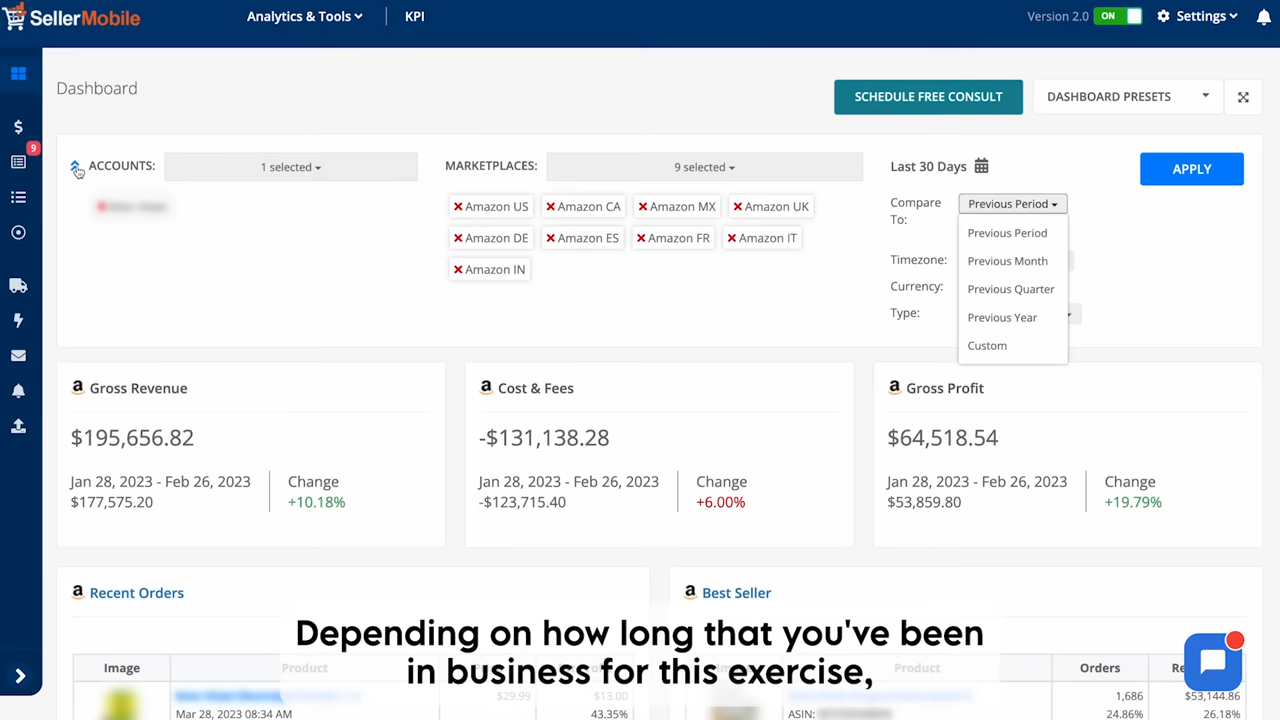 SellerMobile
Analytics & Tools
KPI
Version 2.0
ON
Settings
Dashboard
SCHEDULE FREE CONSULT
DASHBOARD PRESETS
9
ACCOUNTS:
1 selected
MARKETPLACES:
9 selected
Amazon US
Amazon CA
Amazon MX
Amazon UK
Amazon DE
Amazon ES
Amazon FR
Amazon IT
Amazon IN
Last 30 Days
APPLY
Compare
To:
Previous Period
Previous Period
Previous Month
Previous Quarter
Previous Year
Custom
Timezone:
Currency:
Type:
Gross Revenue
$195,656.82
Jan 28, 2023 - Feb 26, 2023
$177,575.20
Change
+10.18%
Cost & Fees
-$131,138.28
Jan 28, 2023 - Feb 26, 2023
-$123,715.40
Change
+6.00%
Gross Profit
$64,518.54
Jan 28, 2023 - Feb 26, 2023
$53,859.80
Change
+19.79%
Recent Orders
Image
Product
$29.99
$13.00
Mar 28, 2023 08:34 AM
43.35%
Best Seller
Product
Orders
1,686
$53,144.86
ASIN:
24.86%
26.18%
Depending on how long that you've been
in business for this exercise,